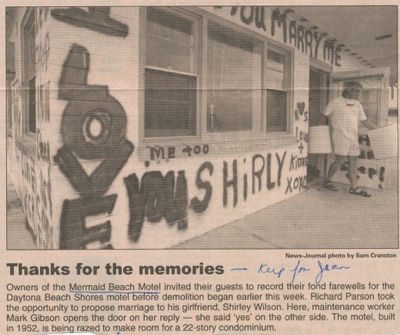 YOU MARRY ME
I
LOVE
ME TOO
YOU! SHIRLY
LOVE
KISSES
XOXO
News-Journal photo by Sam Cranston
Thanks for the memories — Keep for Joan
Owners of the Mermaid Beach Motel invited their guests to record their fond farewells for the
Daytona Beach Shores motel before demolition began earlier this week. Richard Parson took
the opportunity to propose marriage to his girlfriend, Shirley Wilson. Here, maintenance worker
Mark Gibson opens the door on her reply — she said 'yes' on the other side. The motel, built
in 1952, is being razed to make room for a 22-story condominium.